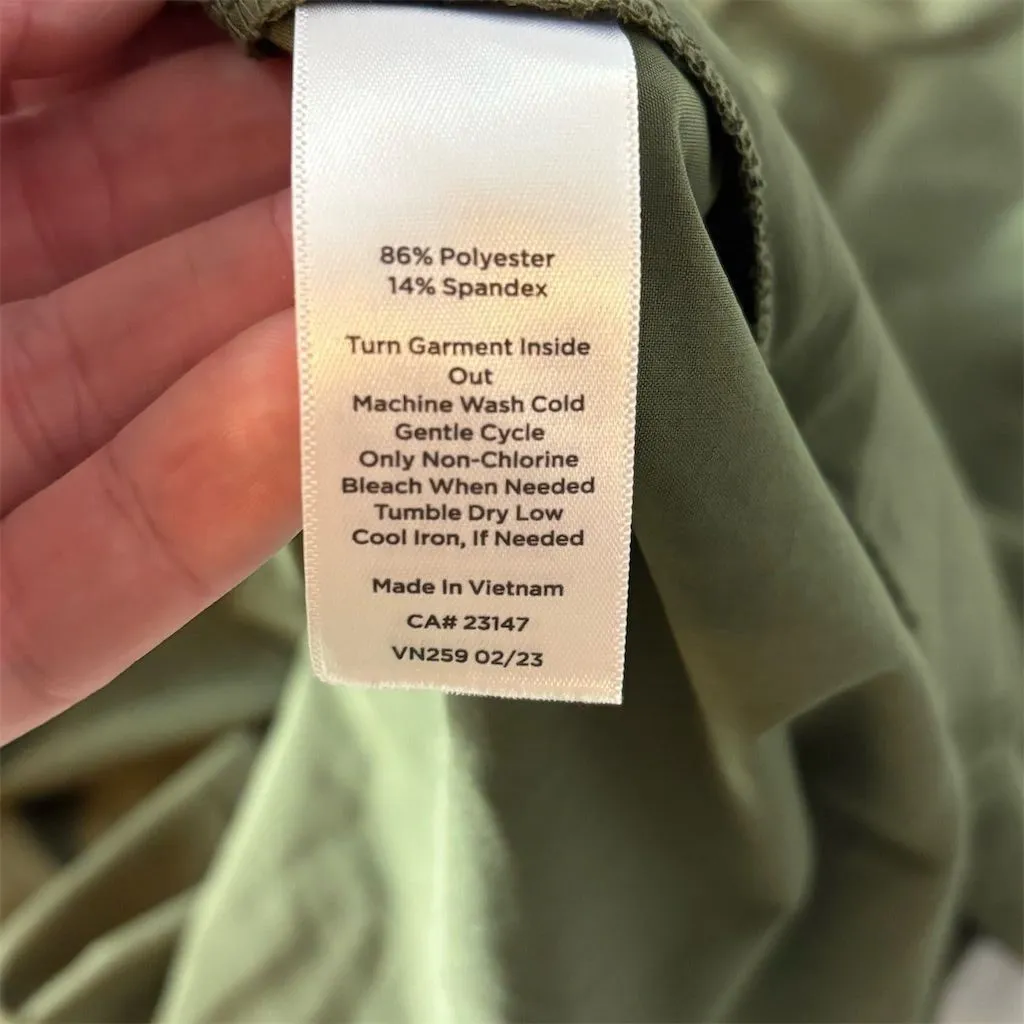 86% Polyester
14% Spandex
Turn Garment Inside
Out
Machine Wash Cold
Gentle Cycle
Only Non-Chlorine
Bleach When Needed
Tumble Dry Low
Cool Iron, If Needed
Made In Vietnam
CA# 23147
VN259 02/23